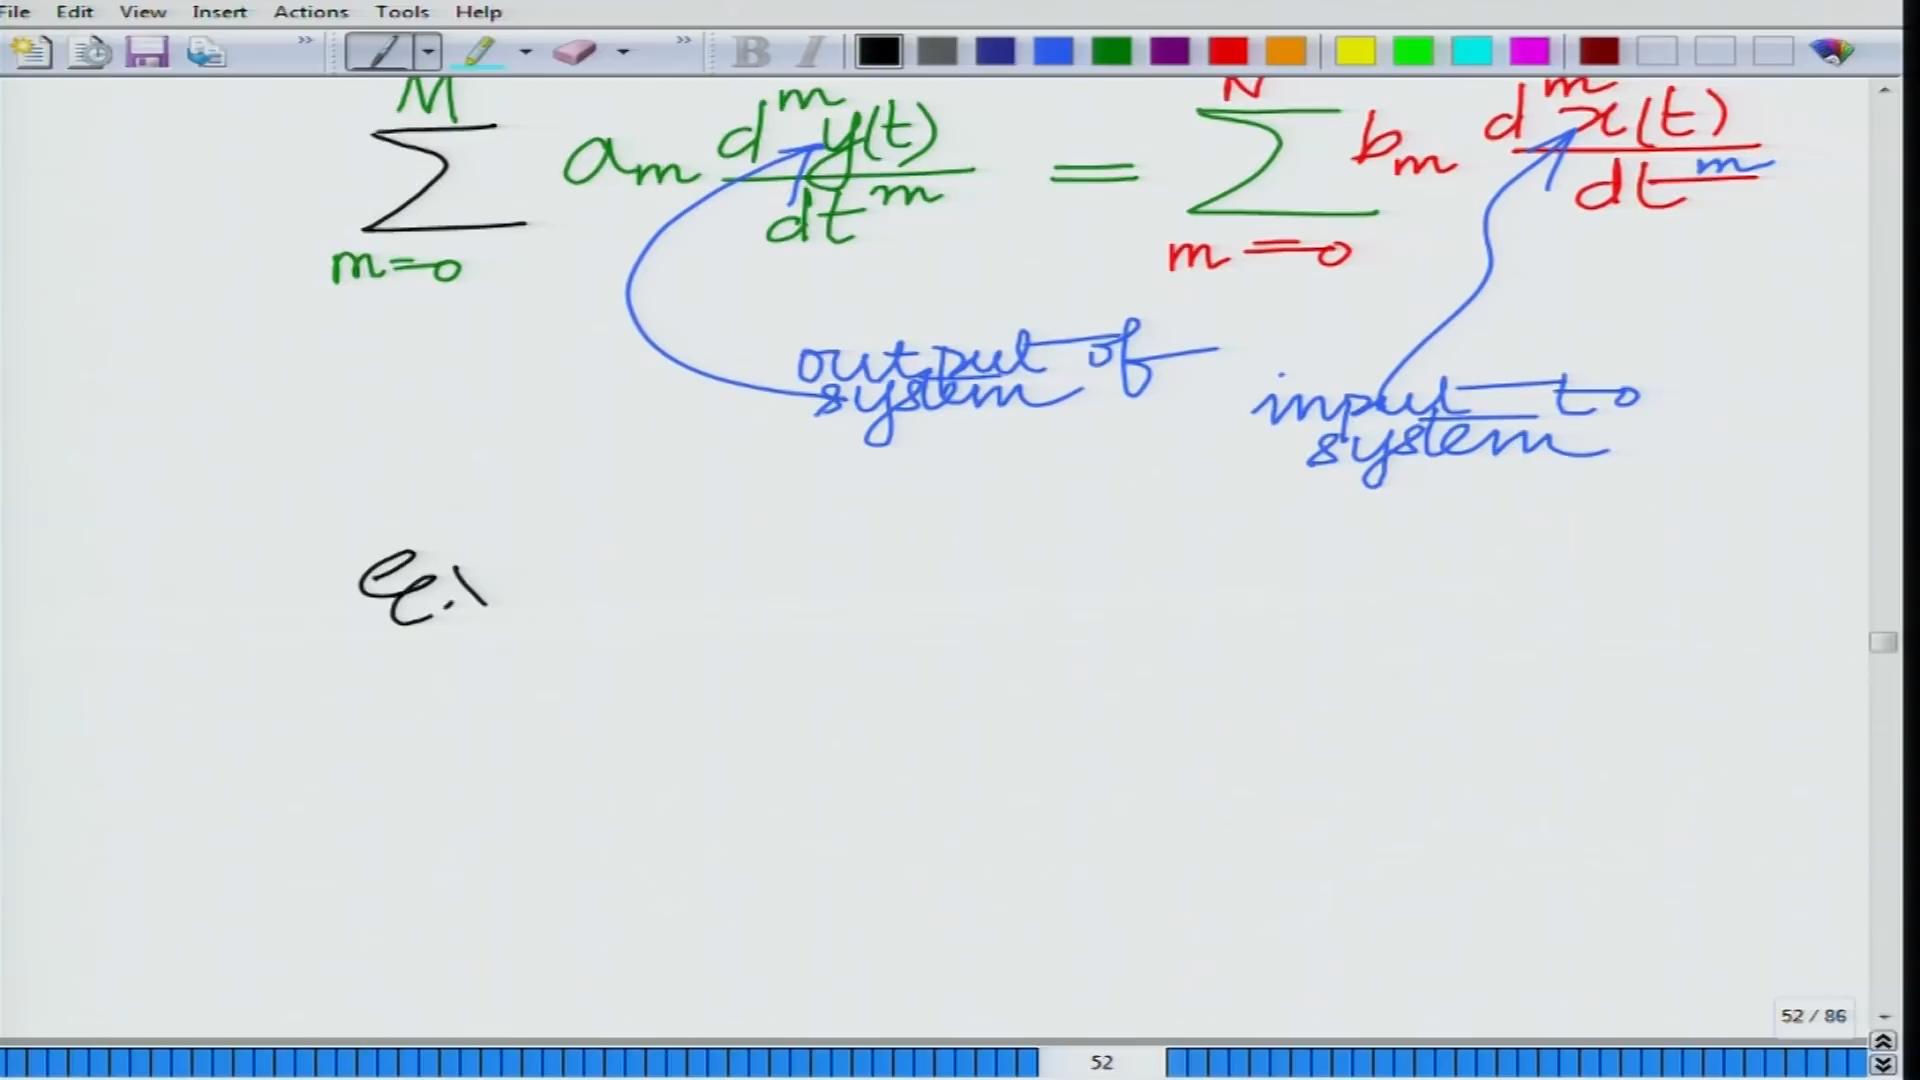 File Edit View Insert Actions Tools Help
B I
M
∑ a_m d^m y(t) / dt^m = N ∑ b_m d^m x(t) / dt^m
m=0 m=0
output of system
input to system
52 / 86
52